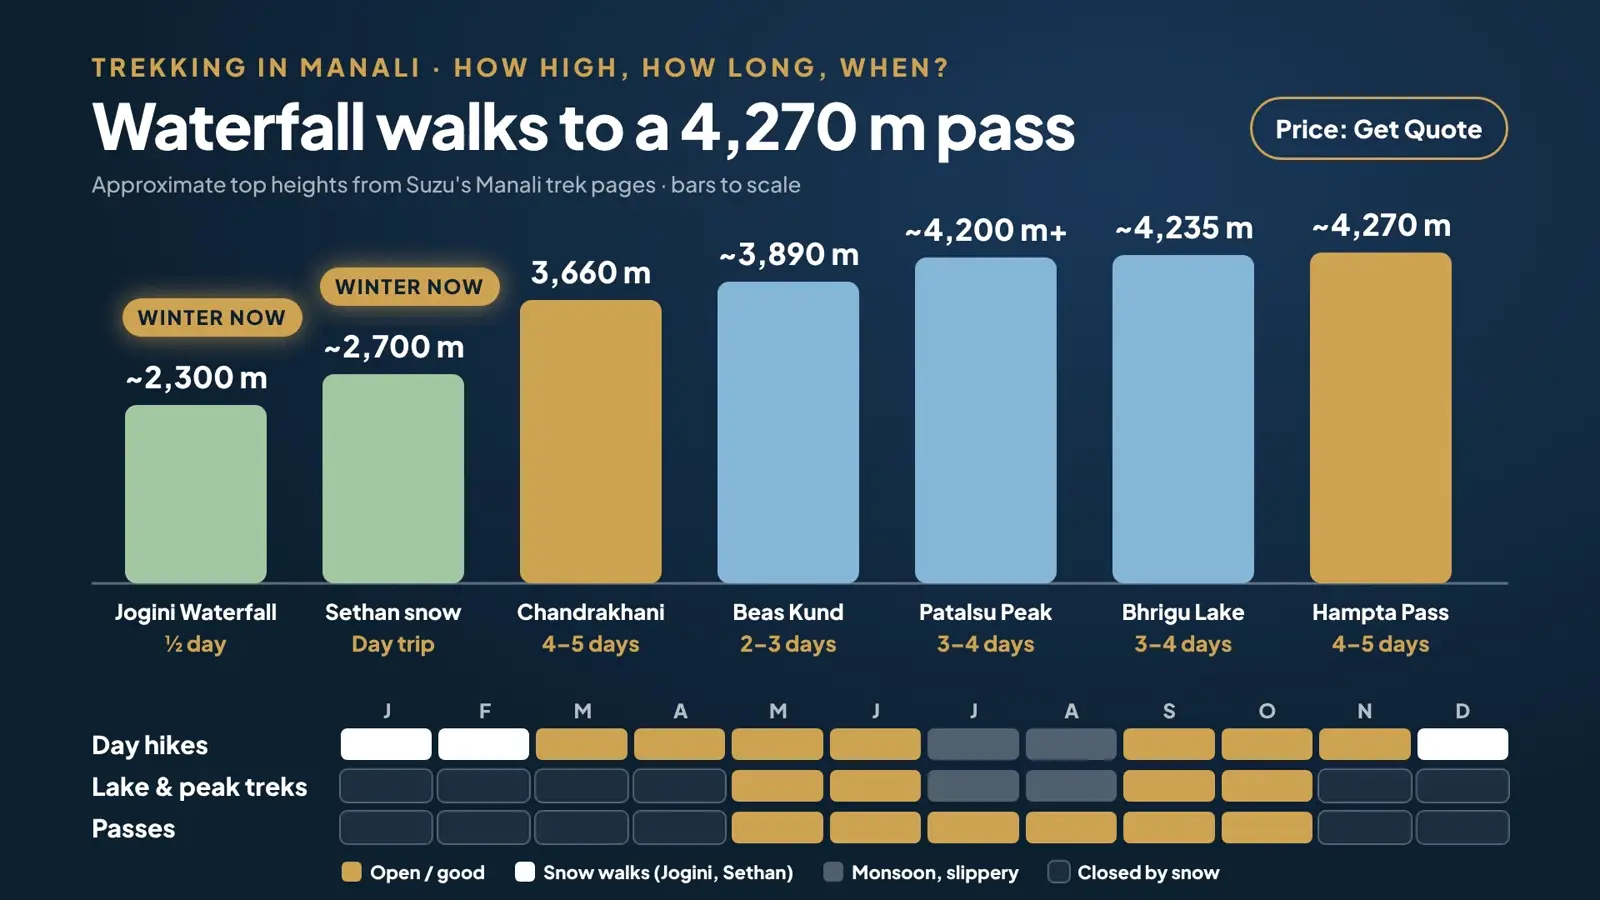 TREKKING IN MANALI · HOW HIGH, HOW LONG, WHEN?
Waterfall walks to a 4,270 m pass
Price: Get Quote
Approximate top heights from Suzu's Manali trek pages · bars to scale
WINTER NOW
~2,300 m
WINTER NOW
~2,700 m
3,660 m
~3,890 m
~4,200 m+
~4,235 m
~4,270 m
Jogini Waterfall
½ day
Sethan snow
Day trip
Chandrakhani
4–5 days
Beas Kund
2–3 days
Patalsu Peak
3–4 days
Bhrigu Lake
3–4 days
Hampta Pass
4–5 days
J F M A M J J A S O N D
Day hikes
Lake & peak treks
Passes
Open / good
Snow walks (Jogini, Sethan)
Monsoon, slippery
Closed by snow